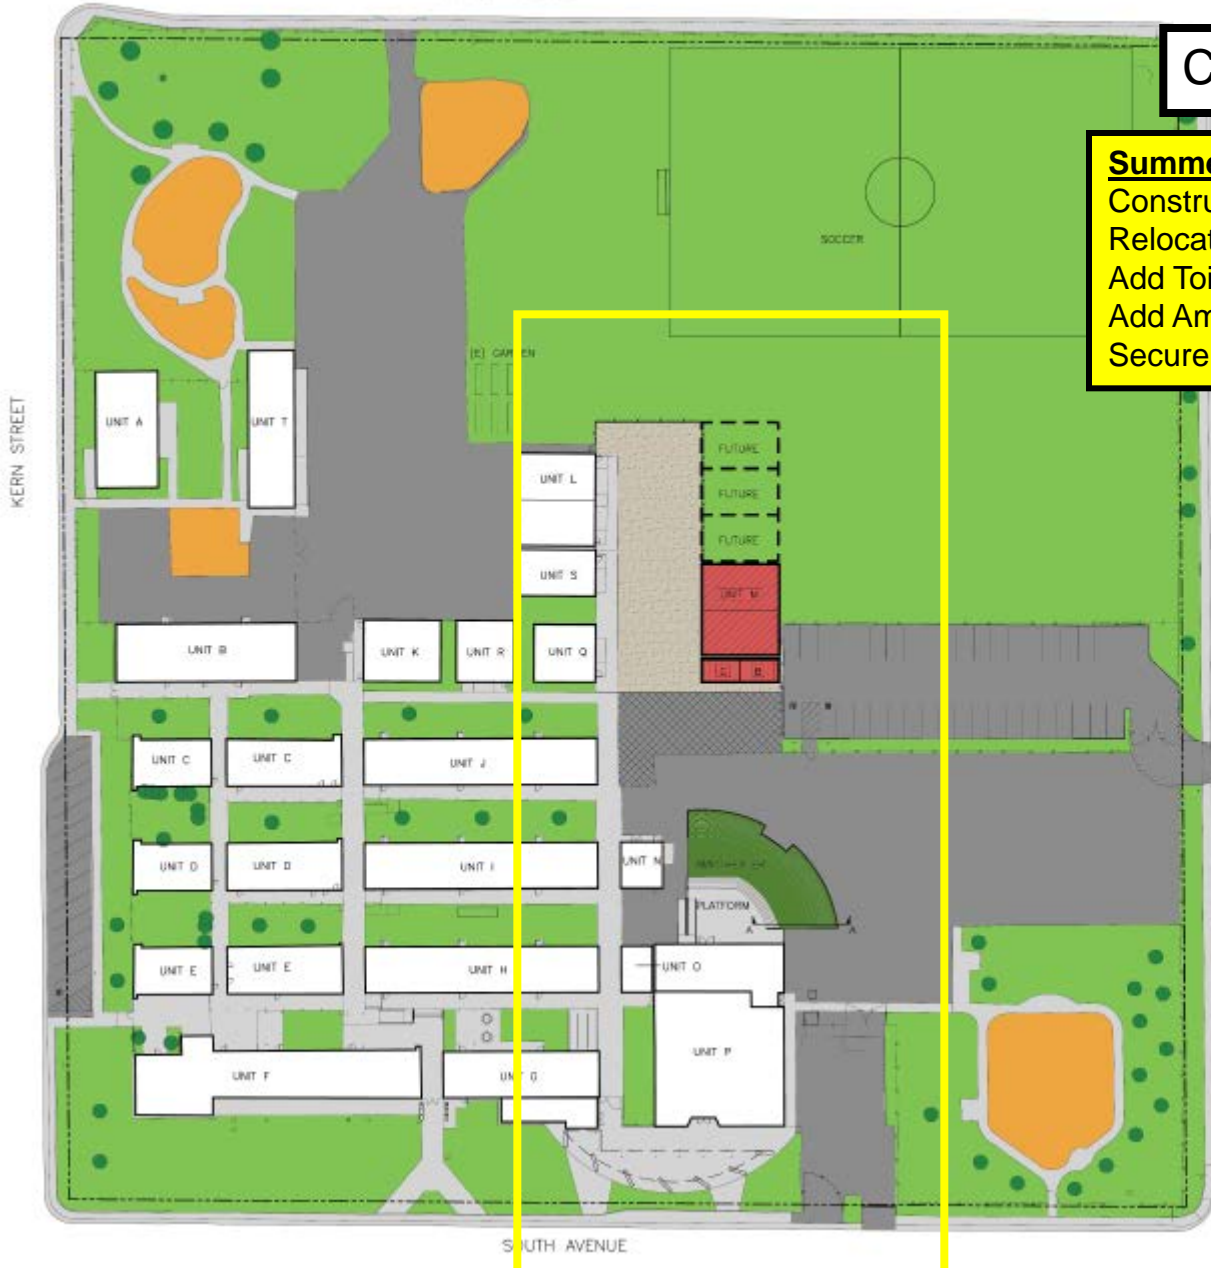 C
Summe
Constru
Relocat
Add Toi
Add Am
Secure
SOCCER
(E) GARDEN
KERN STREET
UNIT A
UNIT T
FUTURE
UNIT L
FUTURE
FUTURE
UNIT S
UNIT M
UNIT B
UNIT K
UNIT R
UNIT Q
UNIT C
UNIT C
UNIT J
UNIT D
UNIT D
UNIT I
UNIT N
PLATFORM
A
A
UNIT E
UNIT E
UNIT H
UNIT O
UNIT P
UNIT F
UNIT G
SOUTH AVENUE